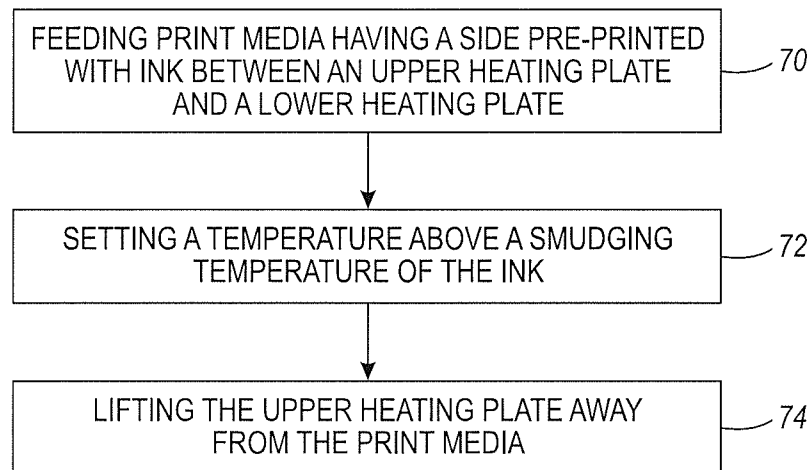 FEEDING PRINT MEDIA HAVING A SIDE PRE-PRINTED
WITH INK BETWEEN AN UPPER HEATING PLATE
AND A LOWER HEATING PLATE
70
SETTING A TEMPERATURE ABOVE A SMUDGING
TEMPERATURE OF THE INK
72
LIFTING THE UPPER HEATING PLATE AWAY
FROM THE PRINT MEDIA
74